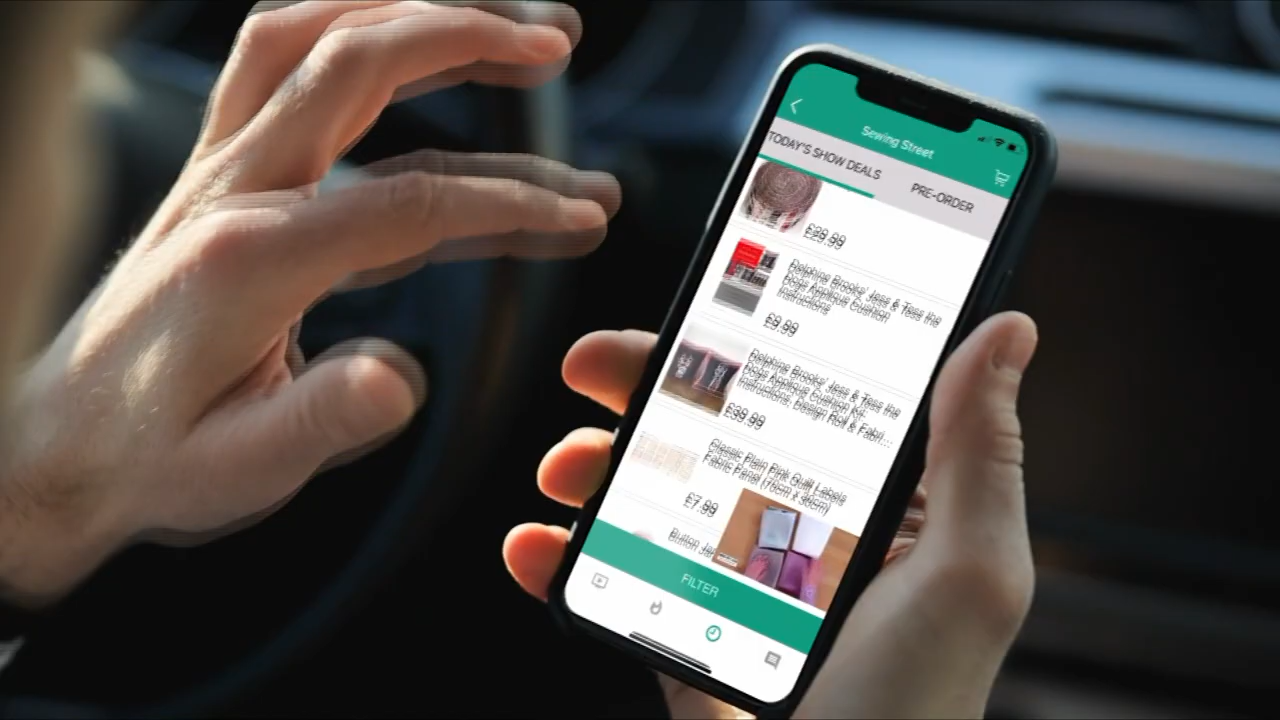 Sewing Street
TODAY'S SHOW DEALS
PRE-ORDER
£29.99
Delphine Brooks' Jess & Tess the
Dogs Applique Cushion
Instructions
£9.99
Delphine Brooks' Jess & Tess the
Dogs Applique Cushion Kit:
Instructions, Design Roll & Fabri...
£39.99
Classic Plain Pink Quilt Labels
Fabric Panel (70cm x 90cm)
£7.99
Button Jar
FILTER